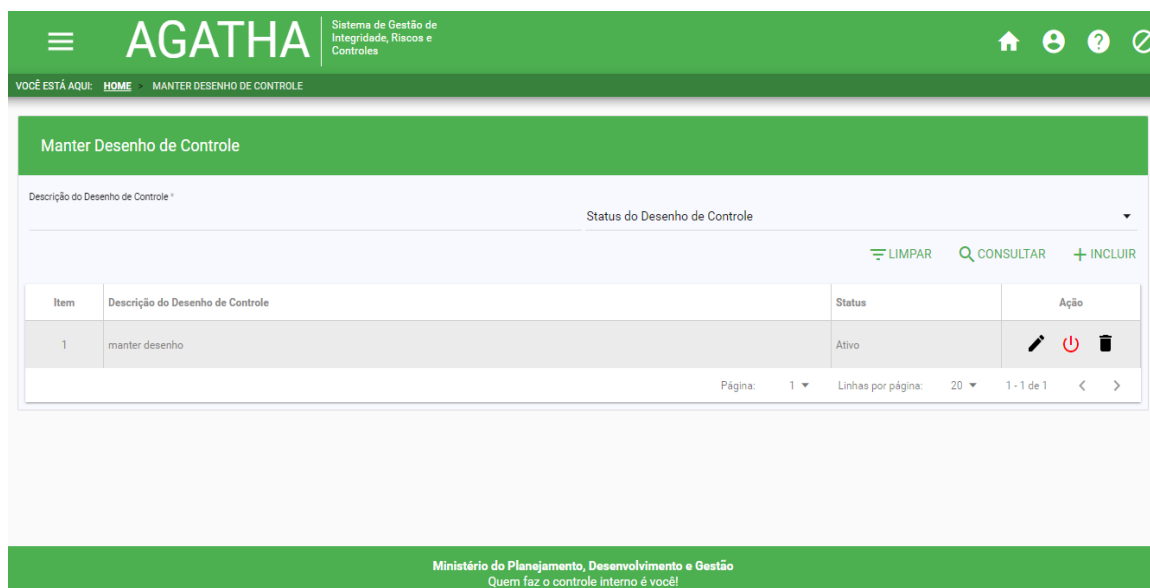 AGATHA
Sistema de Gestão de
Integridade, Riscos e
Controles
VOCÊ ESTÁ AQUI: HOME > MANTER DESENHO DE CONTROLE
Manter Desenho de Controle
Descrição do Desenho de Controle *
Status do Desenho de Controle
LIMPAR CONSULTAR INCLUIR
Item Descrição do Desenho de Controle Status Ação
1 manter desenho Ativo
Página: 1 Linhas por página: 20 1 - 1 de 1
Ministério do Planejamento, Desenvolvimento e Gestão
Quem faz o controle interno é você!